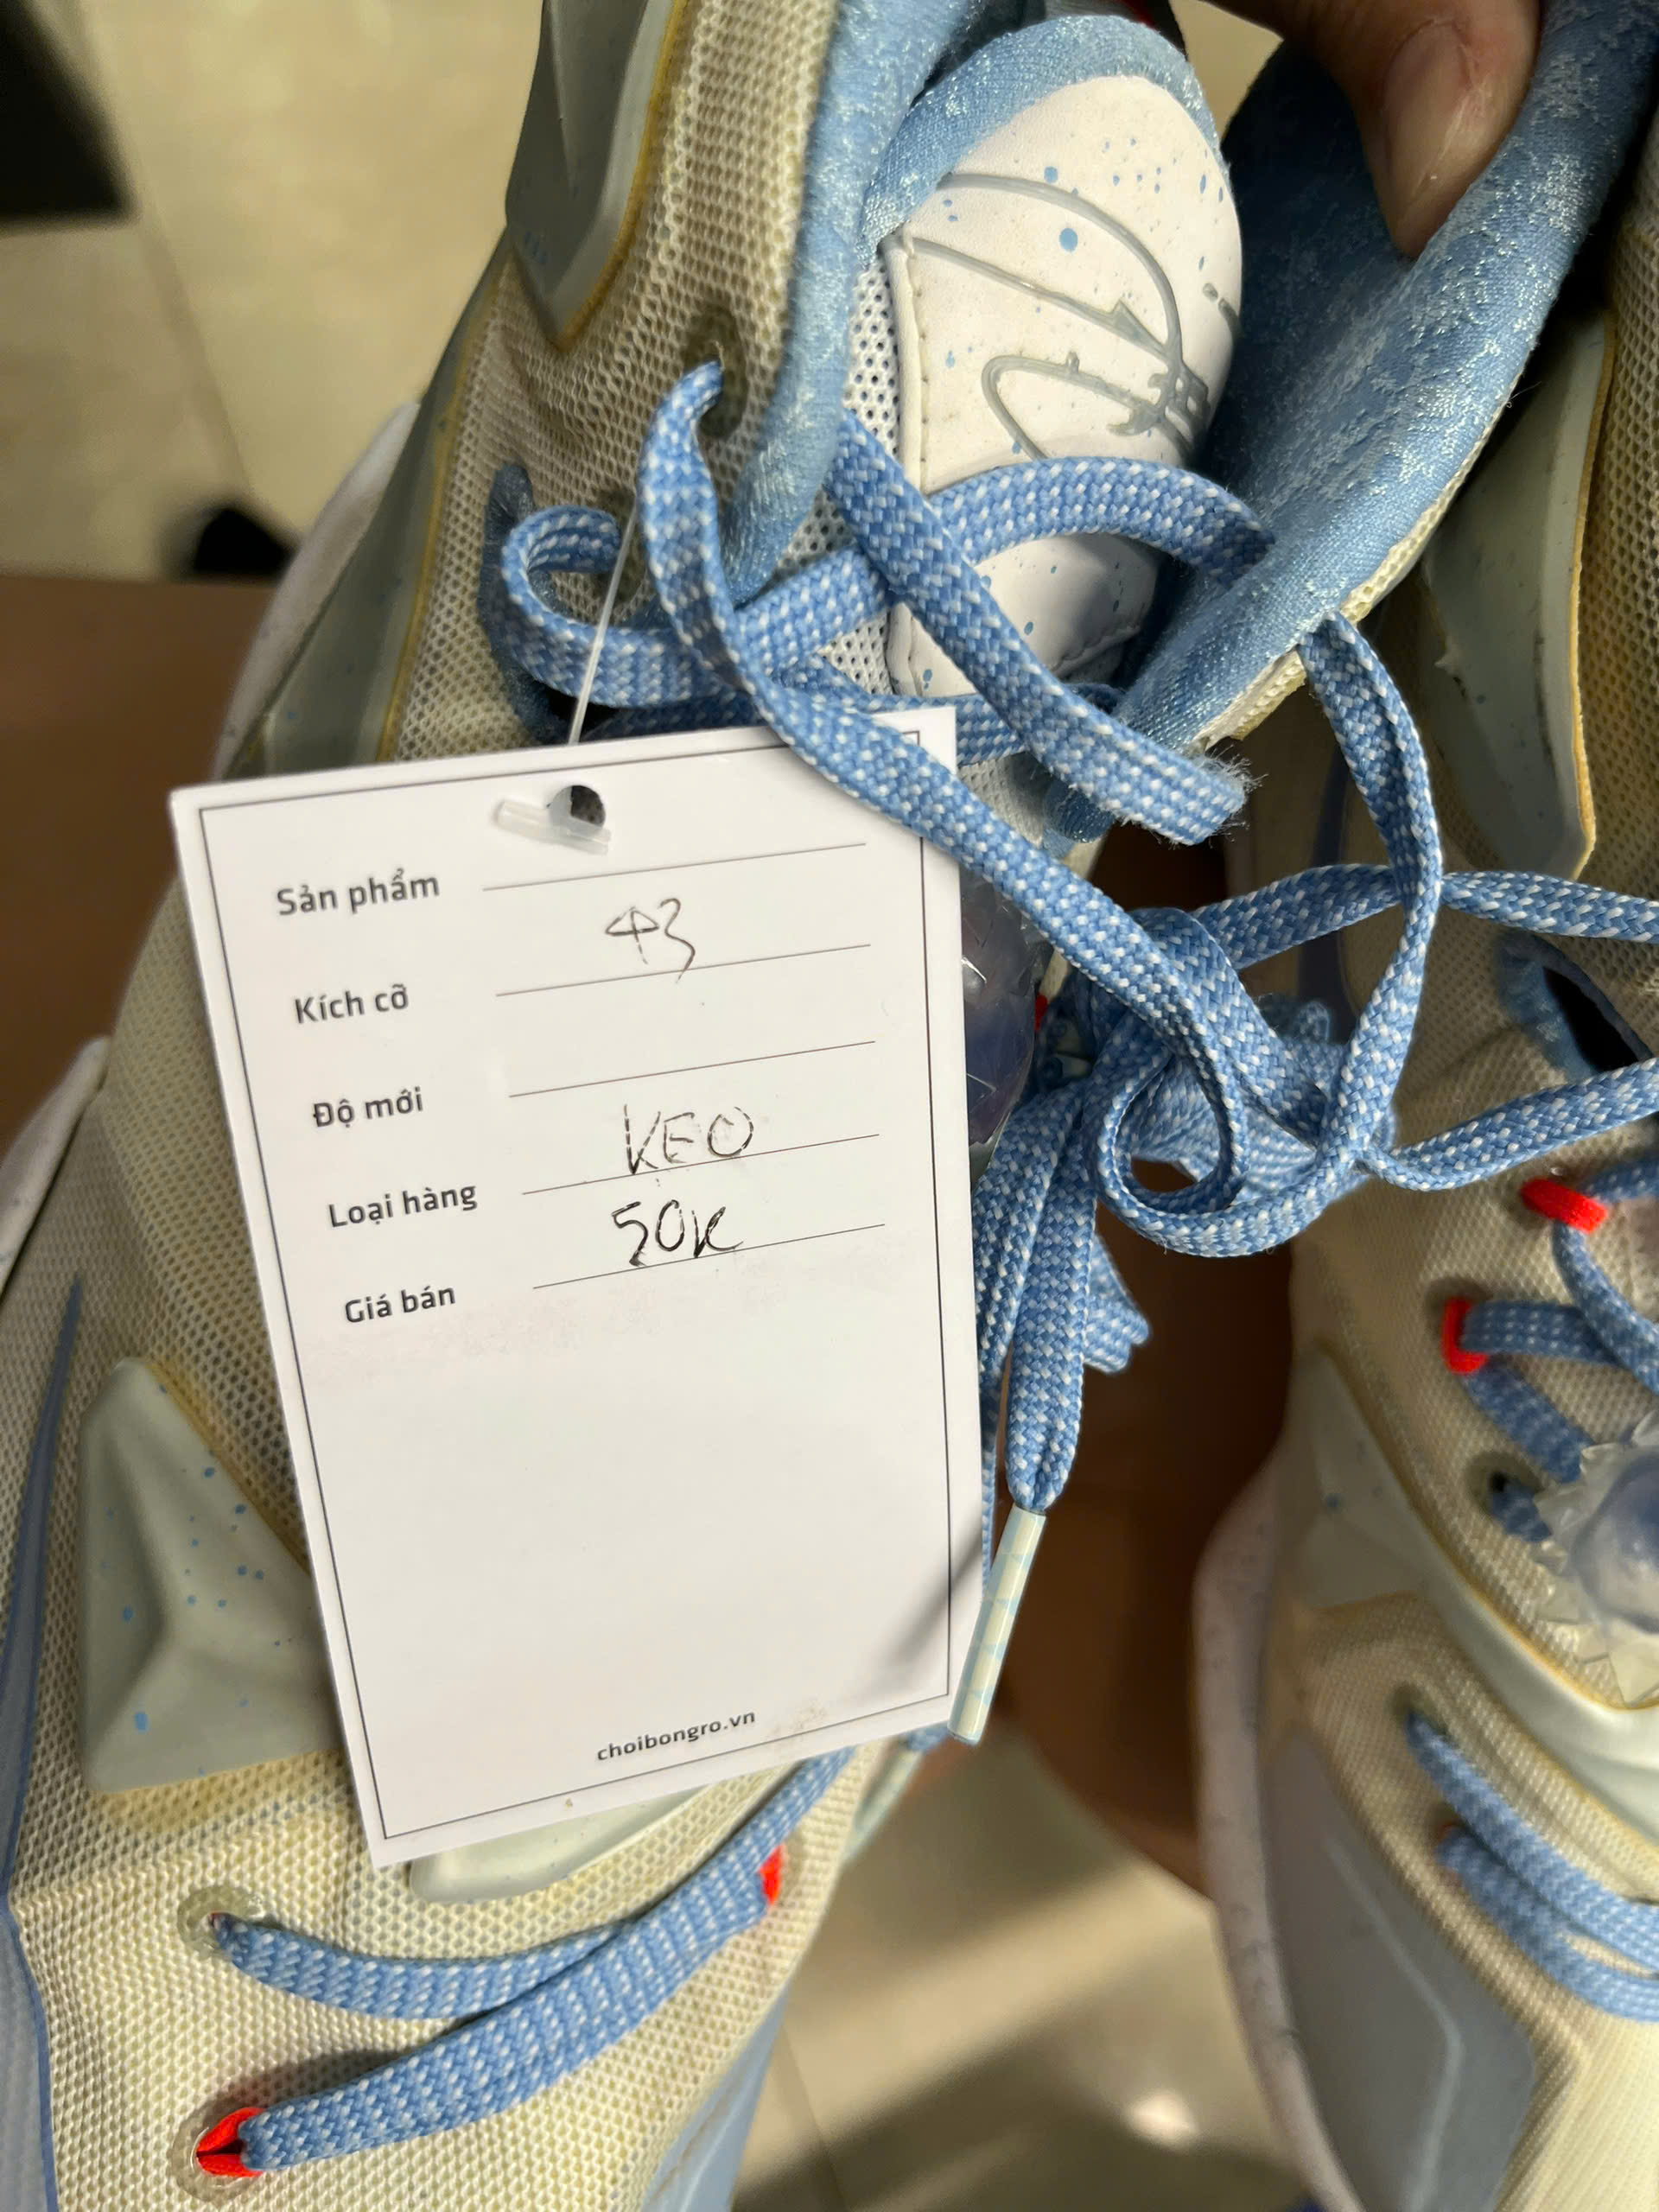 Sản phẩm
43
Kích cỡ
Độ mới
KEO
Loại hàng
50K
Giá bán
choibongro.vn